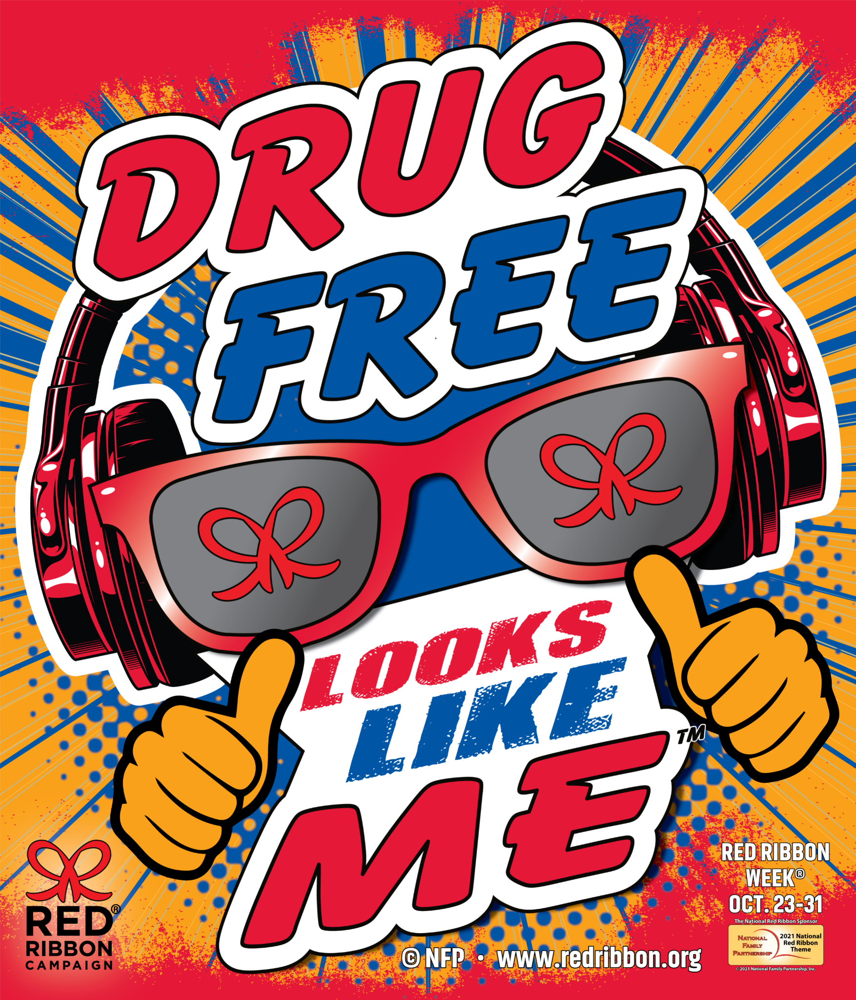 DRUG
FREE
LOOKS
LIKE
ME™
RED®
RIBBON
CAMPAIGN
© NFP • www.redribbon.org
RED RIBBON
WEEK®
OCT. 23-31
The National Red Ribbon Sponsor
NATIONAL
FAMILY
PARTNERSHIP
2021 National
Red Ribbon
Theme
© 2021 National Family Partnership, Inc.